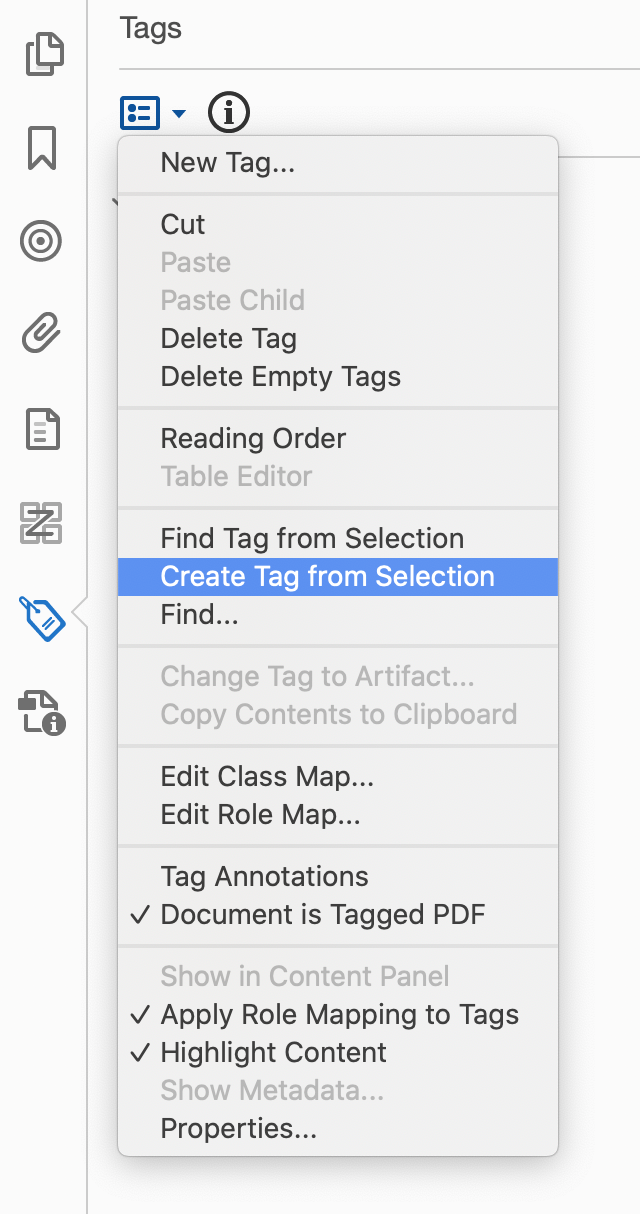 Tags
New Tag...
Cut
Paste
Paste Child
Delete Tag
Delete Empty Tags
Reading Order
Table Editor
Find Tag from Selection
Create Tag from Selection
Find...
Change Tag to Artifact...
Copy Contents to Clipboard
Edit Class Map...
Edit Role Map...
Tag Annotations
✓ Document is Tagged PDF
Show in Content Panel
✓ Apply Role Mapping to Tags
✓ Highlight Content
Show Metadata...
Properties...